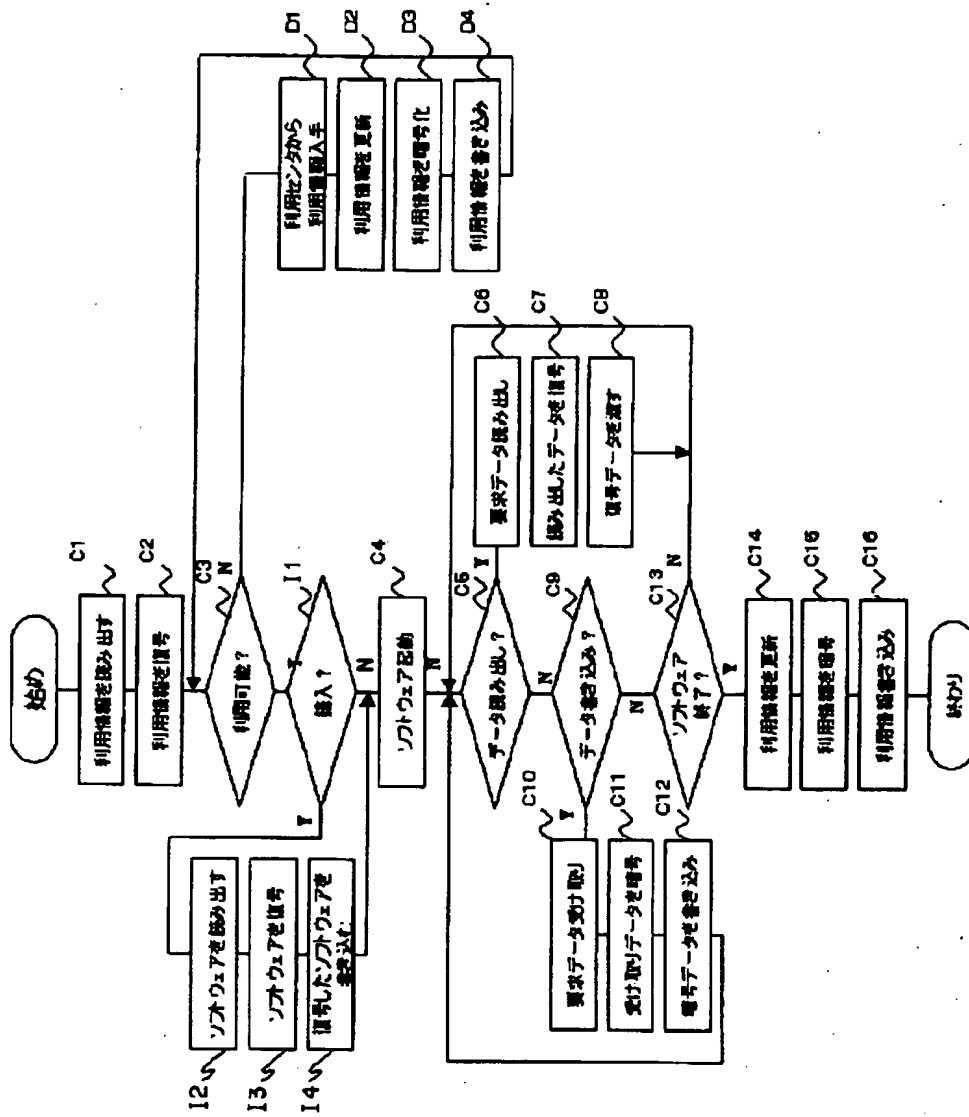 始め
利用情報を読み出す
C1
利用情報を復号
C2
利用可能?
C3
N
Y
購入?
I1
Y
N
ソフトウェアを読み出す
I2
ソフトウェアを復号
I3
復号したソフトウェアを
書き込む
I4
利用センタから
利用情報入手
D1
利用情報を更新
D2
利用情報を暗号化
D3
利用情報を書き込み
D4
ソフトウェア起動
C4
N
データ読み出し?
C5
Y
N
要求データ読み出し
C6
読み出したデータを復号
C7
復号データを返す
C8
データ書き込み?
C9
Y
N
要求データ受け取り
C10
受け取りデータを暗号
C11
暗号データを書き込み
C12
ソフトウェア
終了?
C13
N
Y
利用情報を更新
C14
利用情報を暗号
C15
利用情報書き込み
C16
終わり